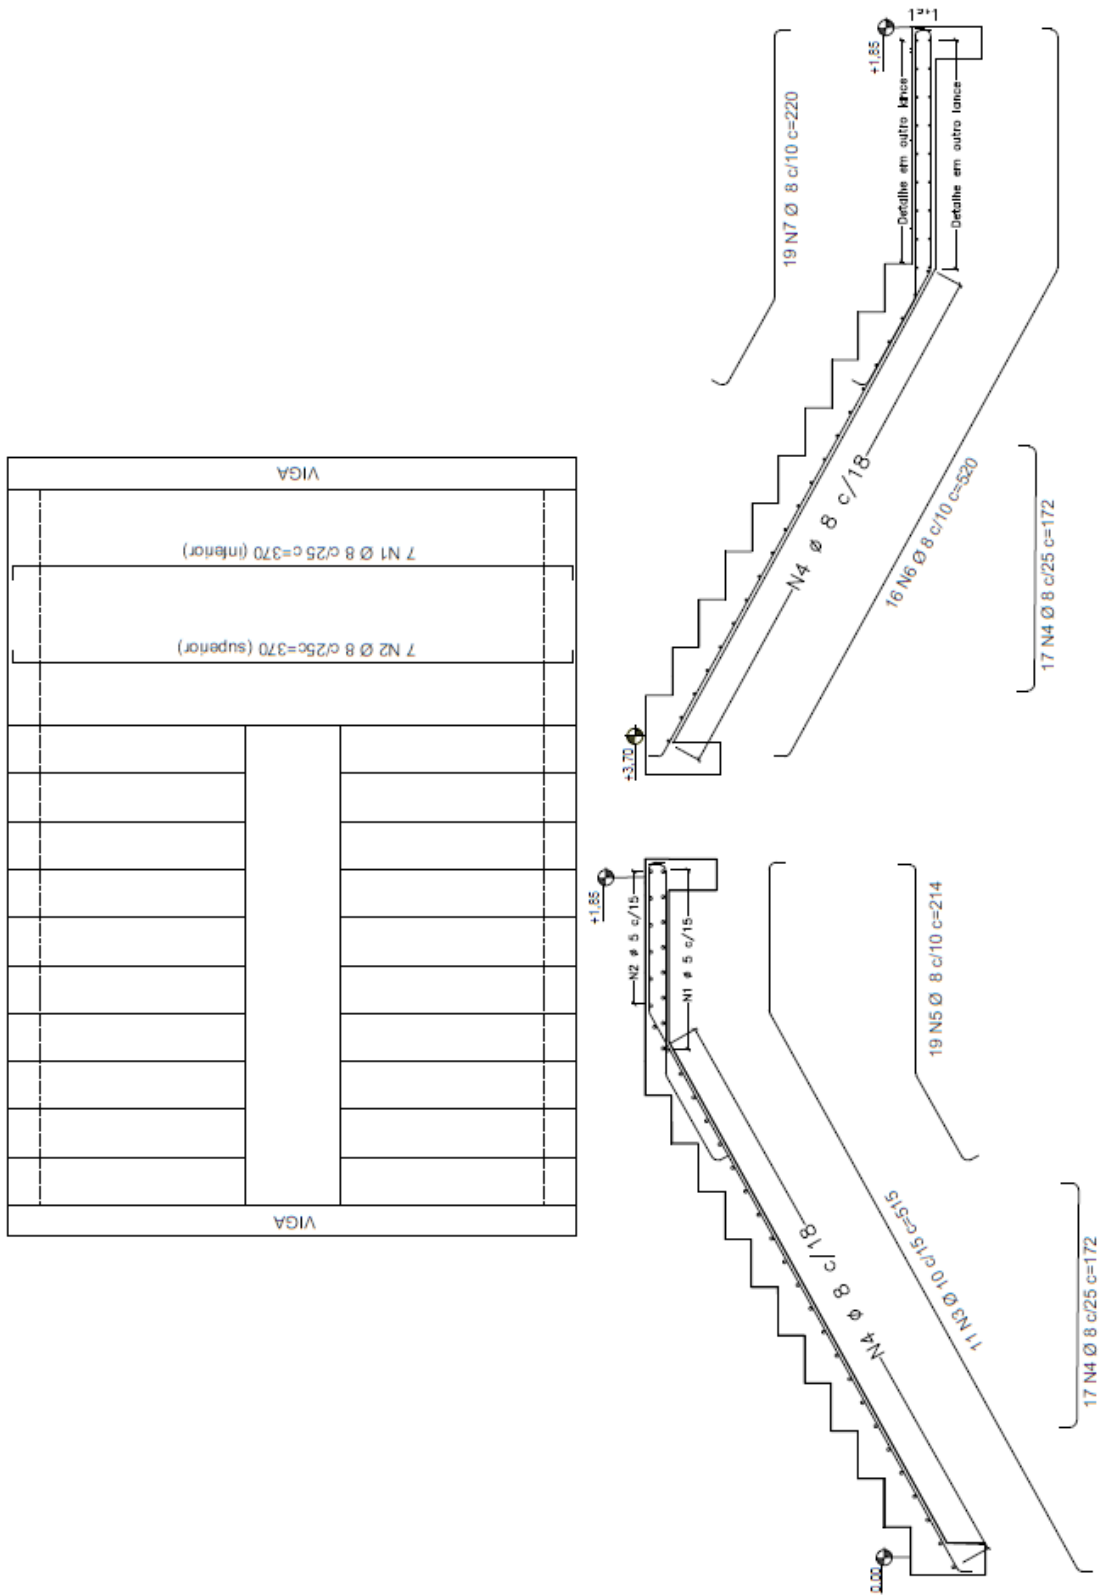 VIGA
7 N1 Ø 8 c/25 c=370 (inferior)
7 N2 Ø 8 c/25c=370 (superior)
VIGA
19 N7 Ø 8 c/10 c=220
+1,85
Detalhe em outro lance
Detalhe em outro lance
N4 ø 8 c/18
16 N6 Ø 8 c/10 c=520
17 N4 Ø 8 c/25 c=172
+3,70
+1,85
N2 ø 5 c/15
N1 ø 5 c/15
N4 ø 8 c/18
11 N3 Ø 10 c/15 c=515
19 N5 Ø 8 c/10 c=214
17 N4 Ø 8 c/25 c=172
0,00